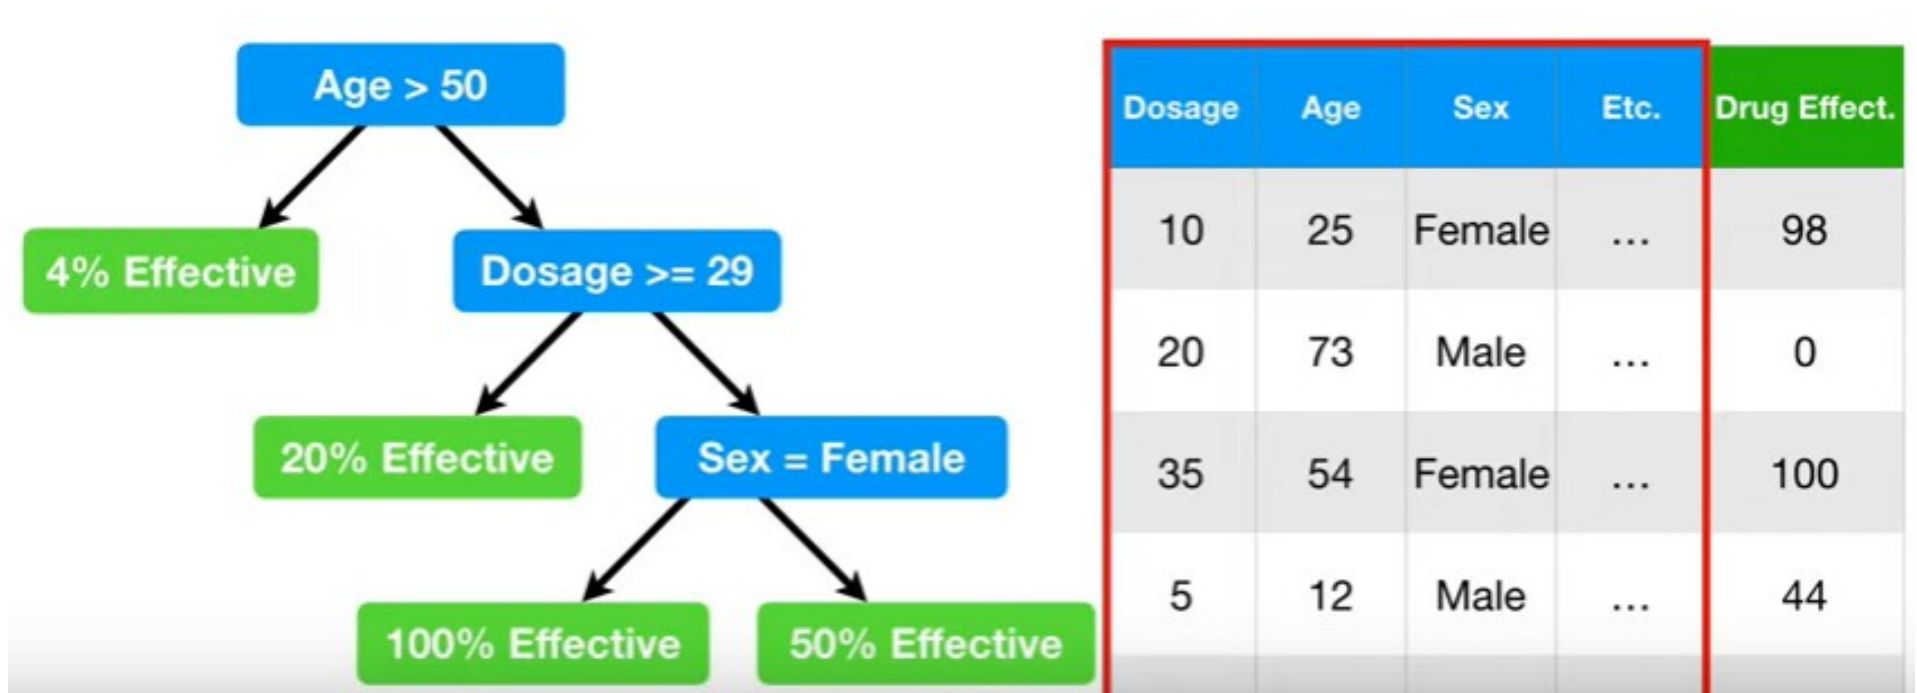 Age > 50
4% Effective
Dosage >= 29
20% Effective
Sex = Female
100% Effective
50% Effective
Dosage Age Sex Etc. Drug Effect.
10 25 Female ... 98
20 73 Male ... 0
35 54 Female ... 100
5 12 Male ... 44